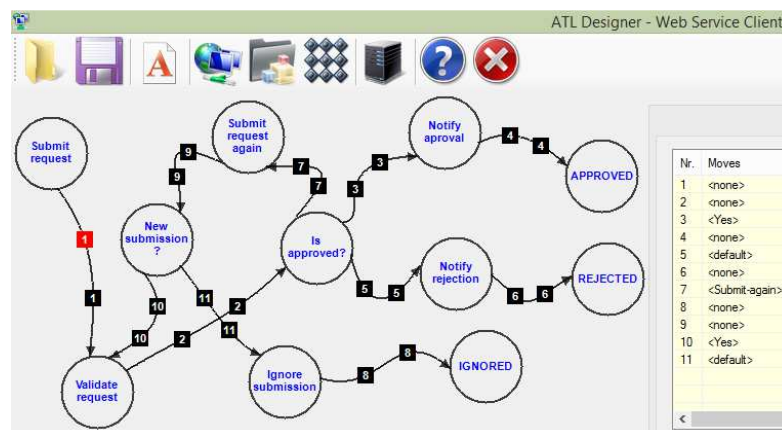 ATL Designer - Web Service Client
A
?
Submit
request
Submit
request
again
Notify
aproval
APPROVED
New
submission
?
Is
approved?
Notify
rejection
REJECTED
Validate
request
Ignore
submission
IGNORED
1
1
9
9
7
7
3
3
4
4
10
10
11
11
2
2
5
5
6
6
8
8
Nr. Moves
1 <none>
2 <none>
3 <Yes>
4 <none>
5 <default>
6 <none>
7 <Submit-again>
8 <none>
9 <none>
10 <Yes>
11 <default>